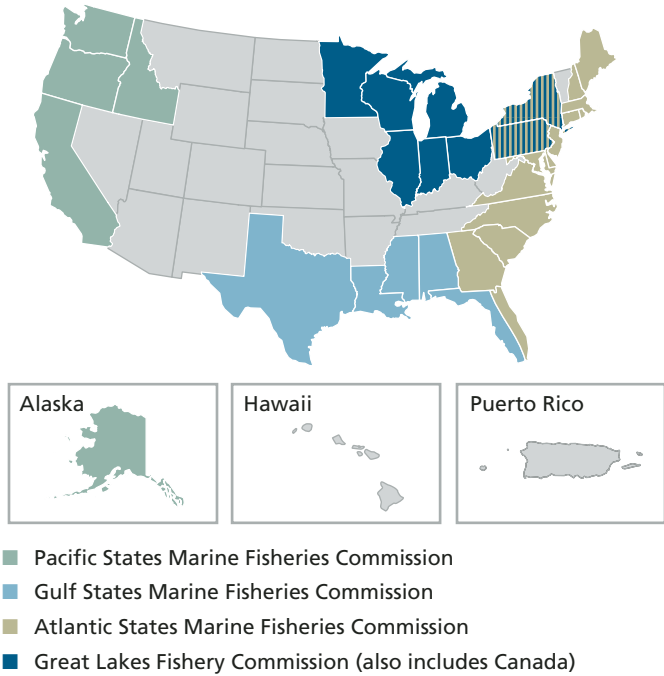 Alaska
Hawaii
Puerto Rico
Pacific States Marine Fisheries Commission
Gulf States Marine Fisheries Commission
Atlantic States Marine Fisheries Commission
Great Lakes Fishery Commission (also includes Canada)